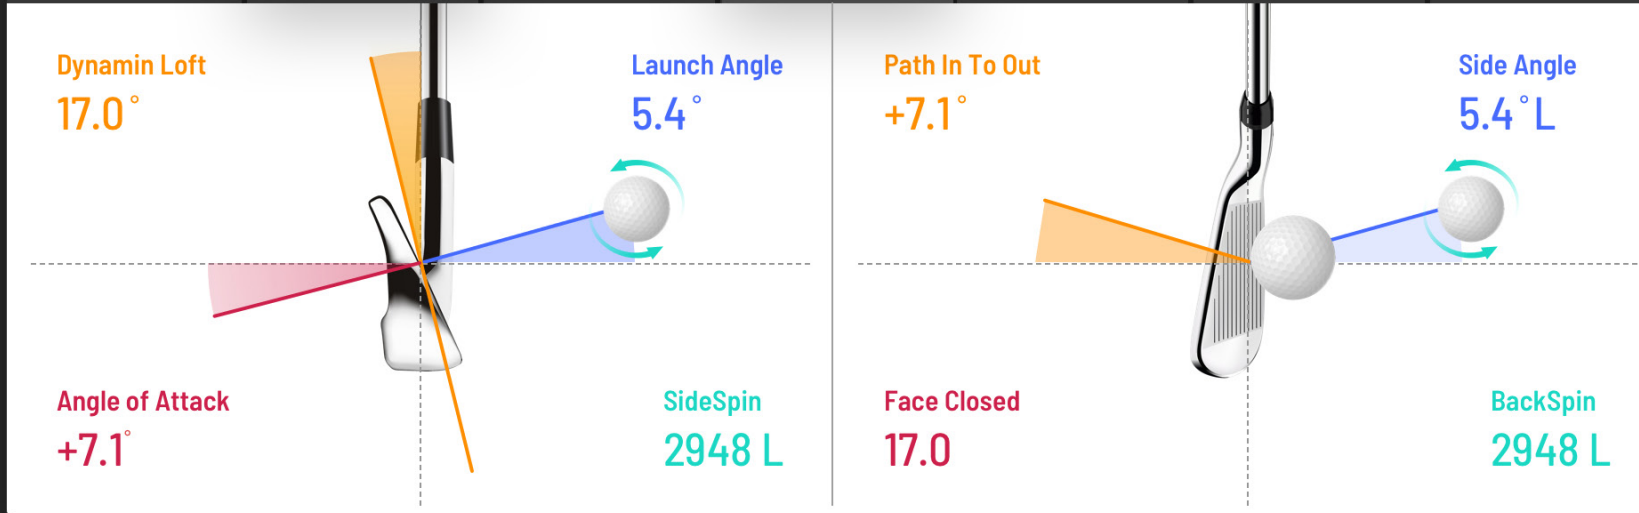 Dynamin Loft
17.0°
Launch Angle
5.4°
Angle of Attack
+7.1°
SideSpin
2948 L
Path In To Out
+7.1°
Side Angle
5.4° L
Face Closed
17.0
BackSpin
2948 L